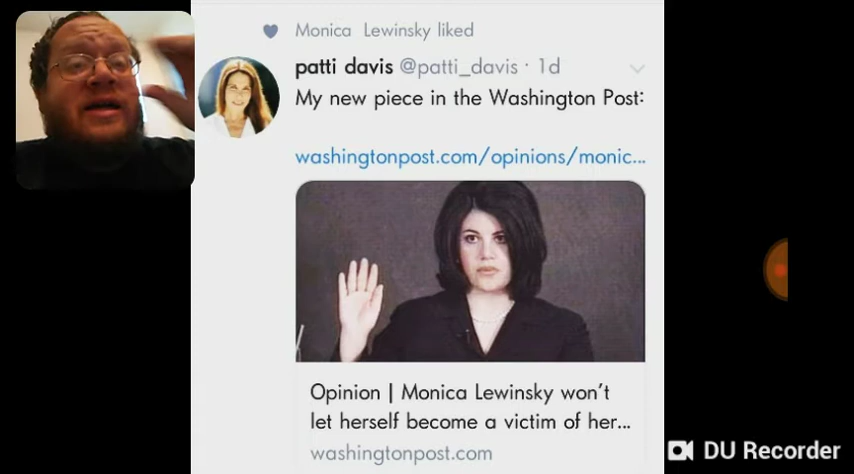 Monica Lewinsky liked
patti davis @patti_davis · 1d
My new piece in the Washington Post:
washingtonpost.com/opinions/monic...
Opinion | Monica Lewinsky won't
let herself become a victim of her...
washingtonpost.com
DU Recorder